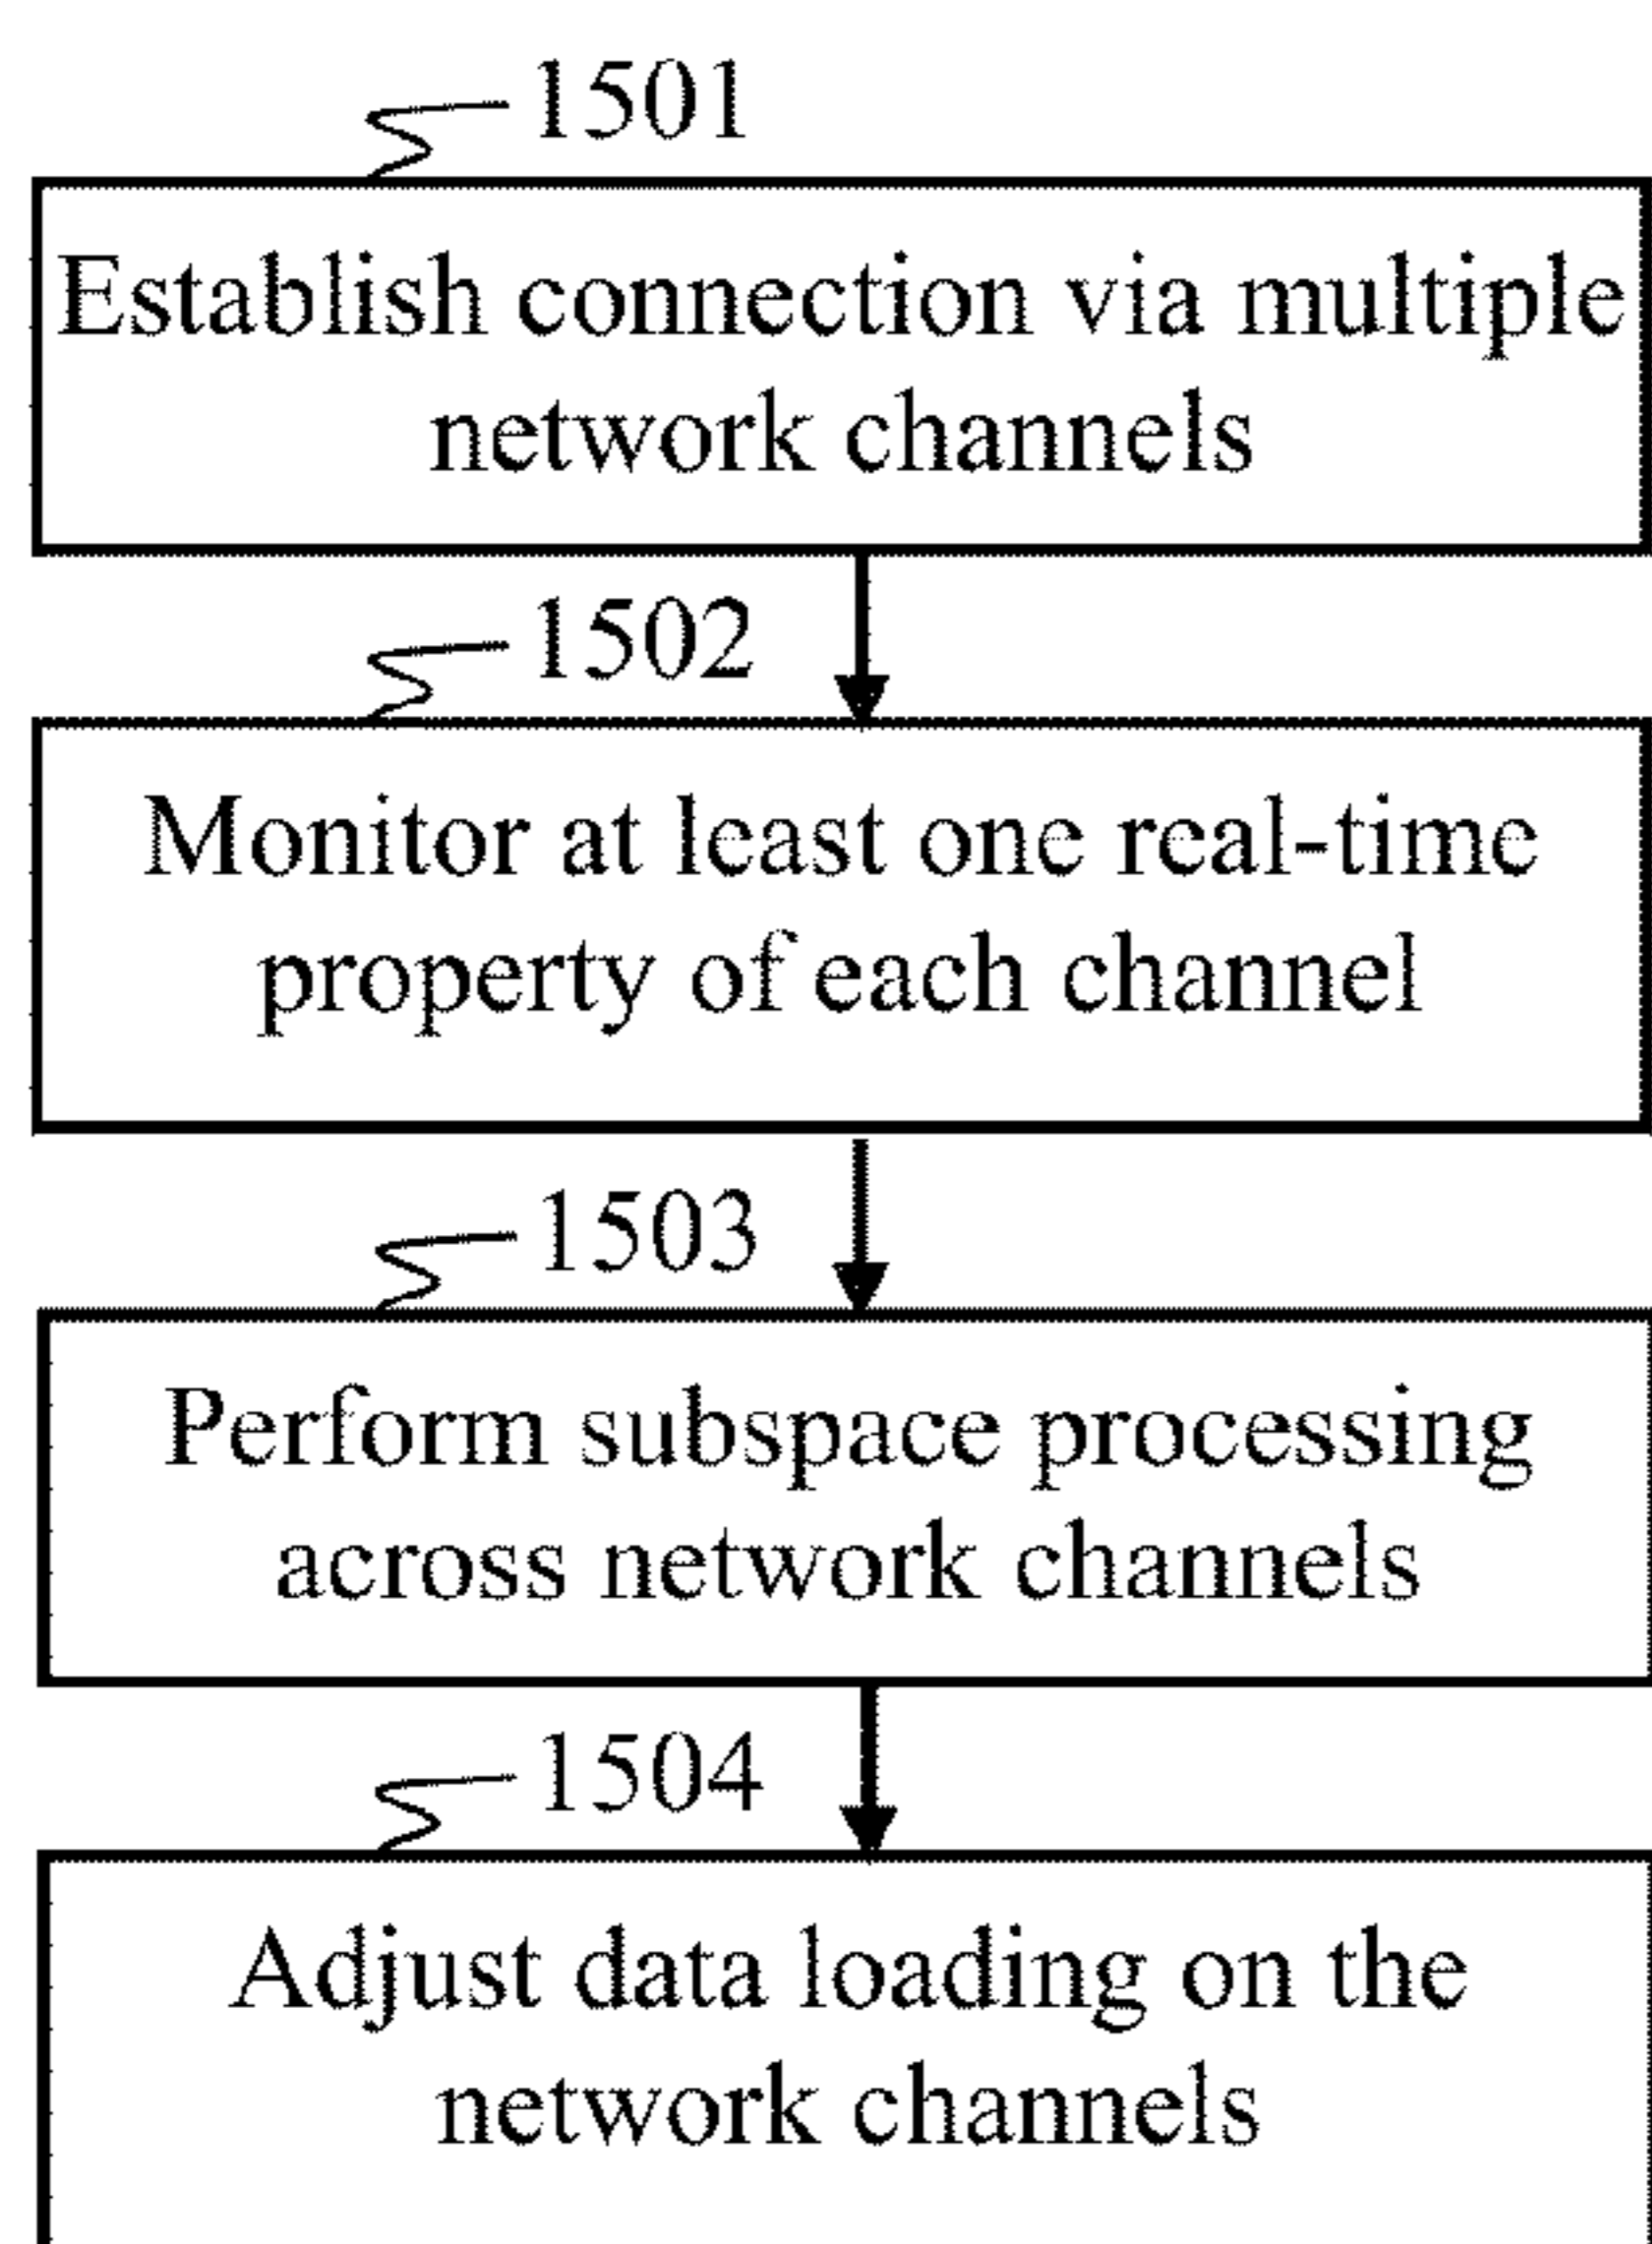 1501
Establish connection via multiple
network channels
1502
Monitor at least one real-time
property of each channel
1503
Perform subspace processing
across network channels
1504
Adjust data loading on the
network channels